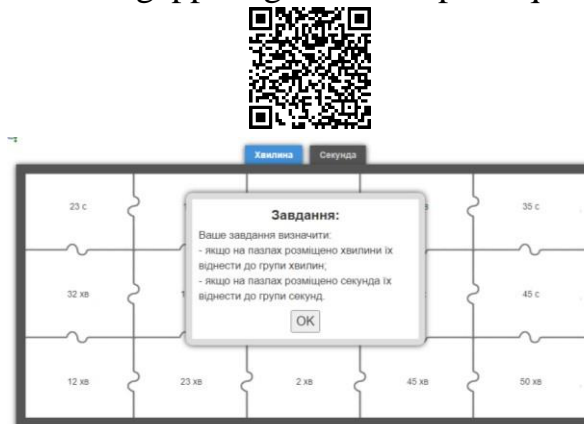 Хвилина Секунда
23 с
35 с
Завдання:
Ваше завдання визначити:
- якщо на пазлах розміщено хвилини їх
віднести до групи хвилин;
- якщо на пазлах розміщено секунда їх
віднести до групи секунд.
OK
32 хв
45 с
12 хв 23 хв 2 хв 45 хв 50 хв